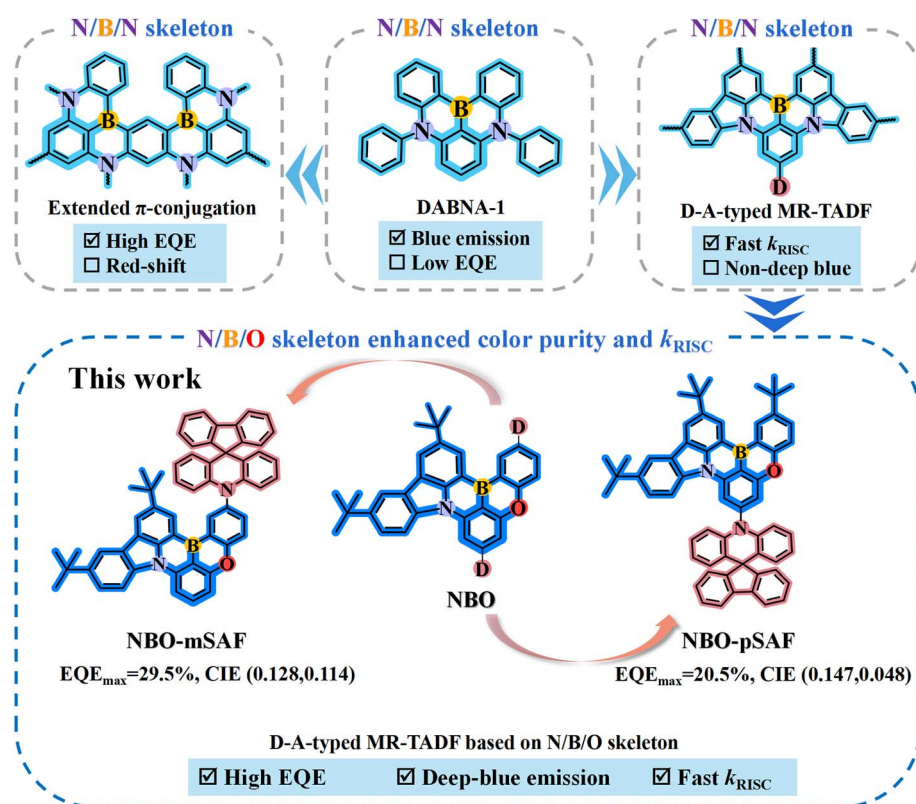 N/B/N skeleton
N/B/N skeleton
N/B/N skeleton
N
B
B
N
N
N
Extended π-conjugation
☑ High EQE
☐ Red-shift
B
N
N
DABNA-1
☑ Blue emission
☐ Low EQE
B
N
N
D
D-A-typed MR-TADF
☑ Fast kRISC
☐ Non-deep blue
N/B/O skeleton enhanced color purity and kRISC
This work
N
B
N
O
NBO-mSAF
EQEmax=29.5%, CIE (0.128,0.114)
D
B
N
O
D
NBO
B
N
O
N
NBO-pSAF
EQEmax=20.5%, CIE (0.147,0.048)
D-A-typed MR-TADF based on N/B/O skeleton
☑ High EQE
☑ Deep-blue emission
☑ Fast kRISC